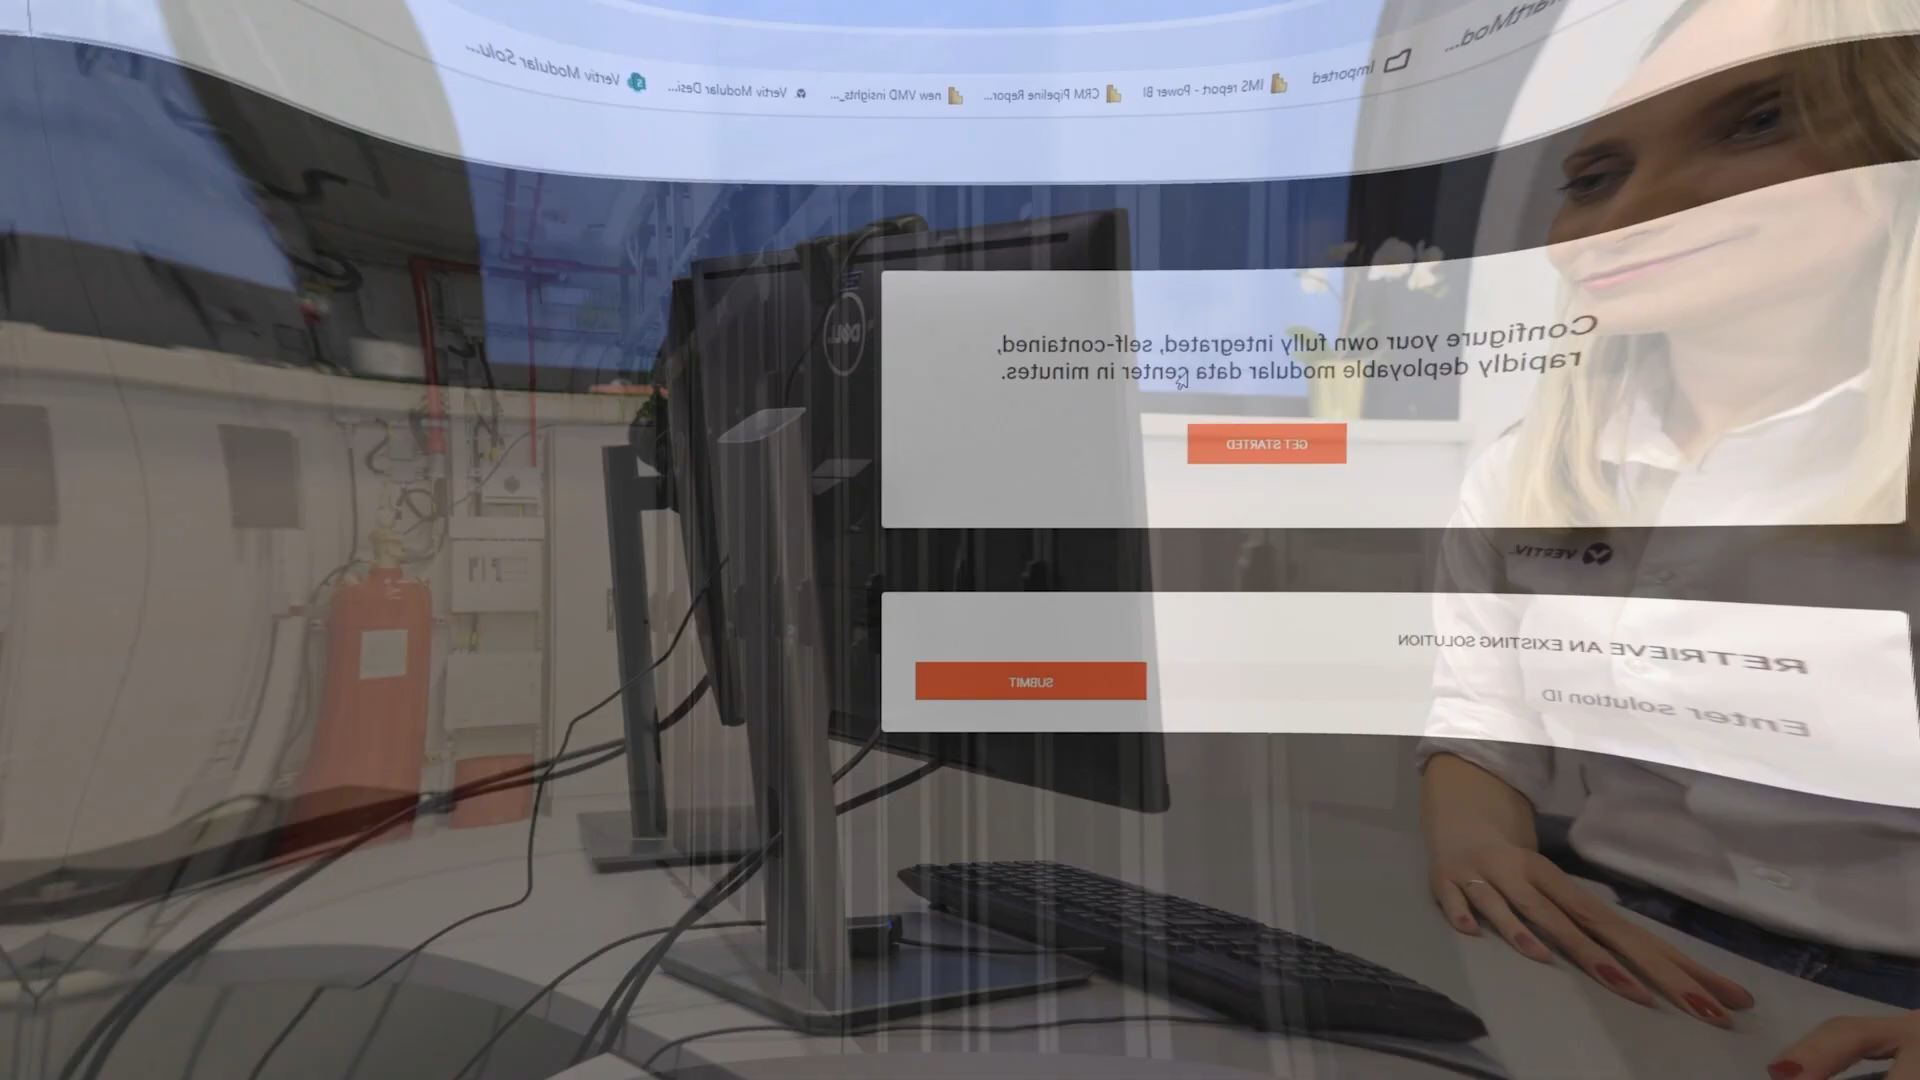 artMod...
Imported
IMS report - Power BI
CRM Pipeline Repor...
new VMD insights_...
Vertiv Modular Desi...
Vertiv Modular Solu...
DELL
Configure your own fully integrated, self-contained,
rapidly deployable modular data center in minutes.
GET STARTED
VERTIV.
RETRIEVE AN EXISTING SOLUTION
Enter solution ID
SUBMIT